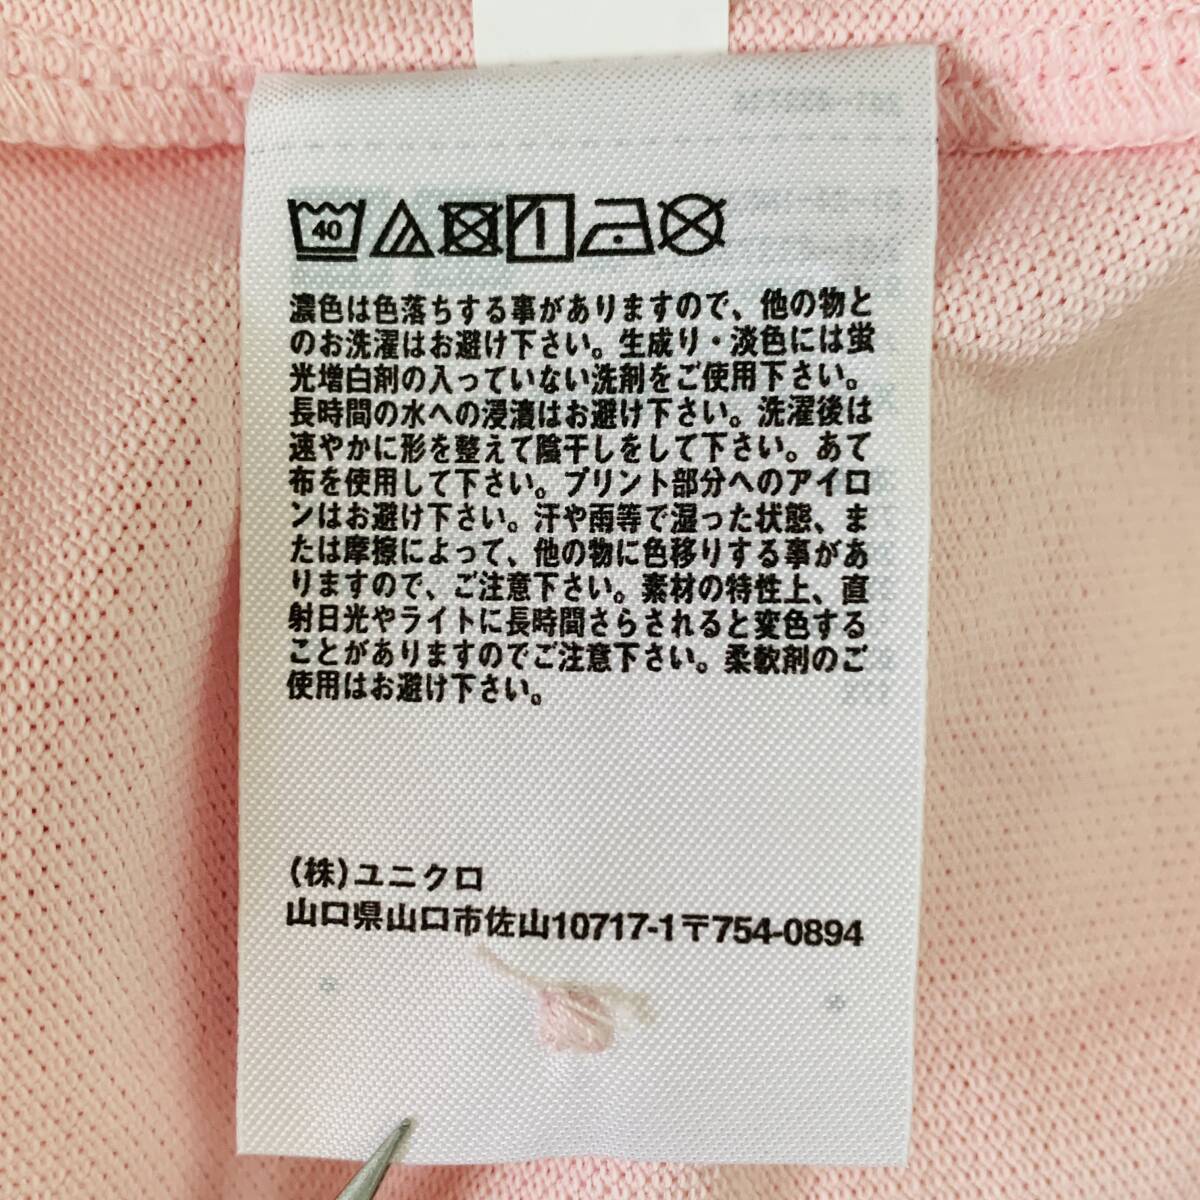 40
濃色は色落ちする事がありますので、他の物と
のお洗濯はお避け下さい。生成り・淡色には蛍
光増白剤の入っていない洗剤をご使用下さい。
長時間の水への浸漬はお避け下さい。洗濯後は
速やかに形を整えて陰干しをして下さい。あて
布を使用して下さい。プリント部分へのアイロ
ンはお避け下さい。汗や雨等で湿った状態、ま
たは摩擦によって、他の物に色移りする事があ
りますので、ご注意下さい。素材の特性上、直
射日光やライトに長時間さらされると変色する
ことがありますのでご注意下さい。柔軟剤のご
使用はお避け下さい。
(株)ユニクロ
山口県山口市佐山10717-1〒754-0894